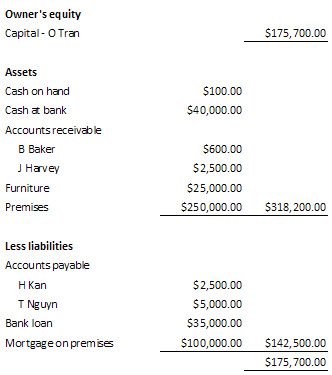 Owner's equity
Capital - O Tran $175,700.00
Assets
Cash on hand $100.00
Cash at bank $40,000.00
Accounts receivable
B Baker $600.00
J Harvey $2,500.00
Furniture $25,000.00
Premises $250,000.00 $318,200.00
Less liabilities
Accounts payable
H Kan $2,500.00
T Nguyn $5,000.00
Bank loan $35,000.00
Mortgage on premises $100,000.00 $142,500.00
$175,700.00